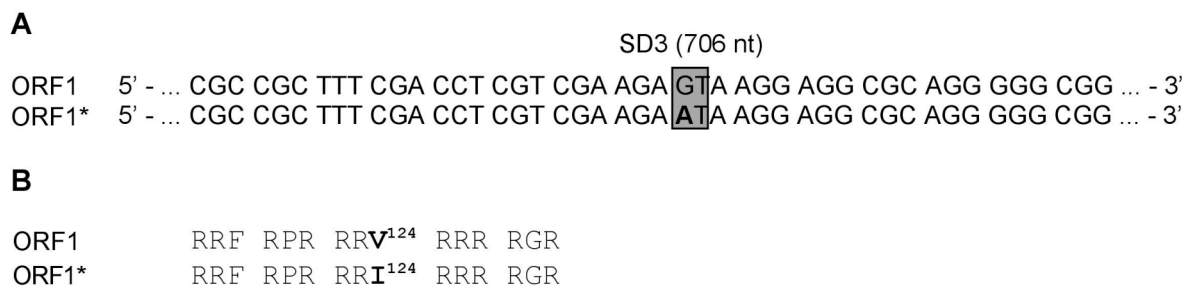 A
SD3 (706 nt)
ORF1 5' - ... CGC CGC TTT CGA CCT CGT CGA AGA GTA AGG AGG CGC AGG GGG CGG ... - 3'
ORF1* 5' - ... CGC CGC TTT CGA CCT CGT CGA AGA ATA AGG AGG CGC AGG GGG CGG ... - 3'
B
ORF1 RRF RPR RRV¹²⁴ RRR RGR
ORF1* RRF RPR RRI¹²⁴ RRR RGR